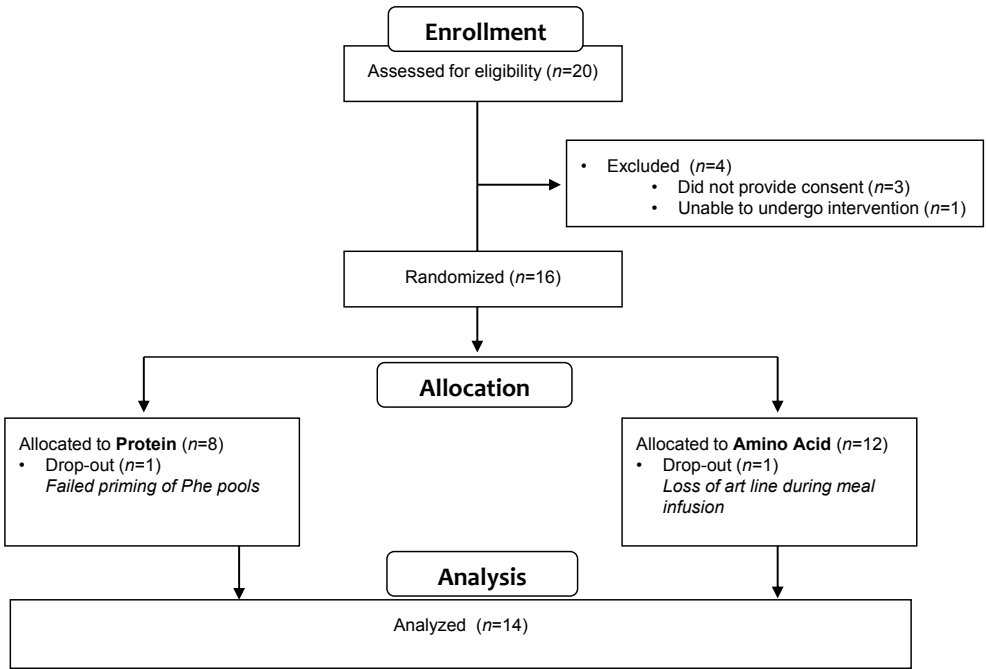 Enrollment
Assessed for eligibility (n=20)
• Excluded (n=4)
• Did not provide consent (n=3)
• Unable to undergo intervention (n=1)
Randomized (n=16)
Allocation
Allocated to Protein (n=8)
• Drop-out (n=1)
Failed priming of Phe pools
Allocated to Amino Acid (n=12)
• Drop-out (n=1)
Loss of art line during meal
infusion
Analysis
Analyzed (n=14)